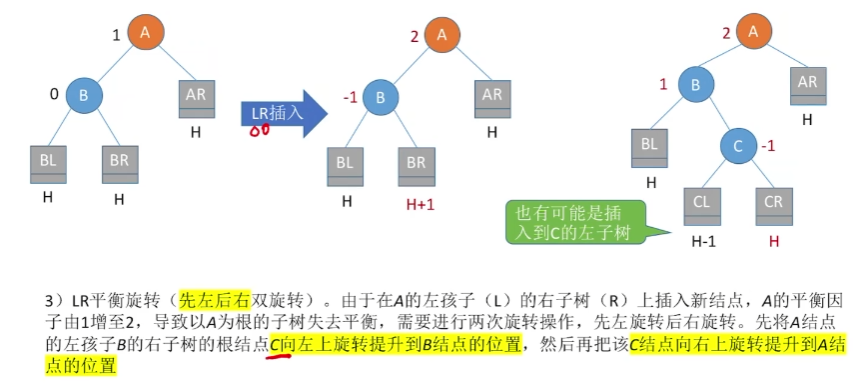 1
A
0
B
AR
H
BL
BR
H
H
LR插入
2
A
-1
B
AR
H
BL
BR
H
H+1
2
A
1
B
AR
H
BL
H
C
-1
CL
CR
H-1
H
也有可能是插
入到C的左子树
3）LR平衡旋转（先左后右双旋转）。由于在A的左孩子（L）的右子树（R）上插入新结点，A的平衡因
子由1增至2，导致以A为根的子树失去平衡，需要进行两次旋转操作，先左旋转后右旋转。先将A结点
的左孩子B的右子树的根结点C向左上旋转提升到B结点的位置，然后再把该C结点向右上旋转提升到A结
点的位置